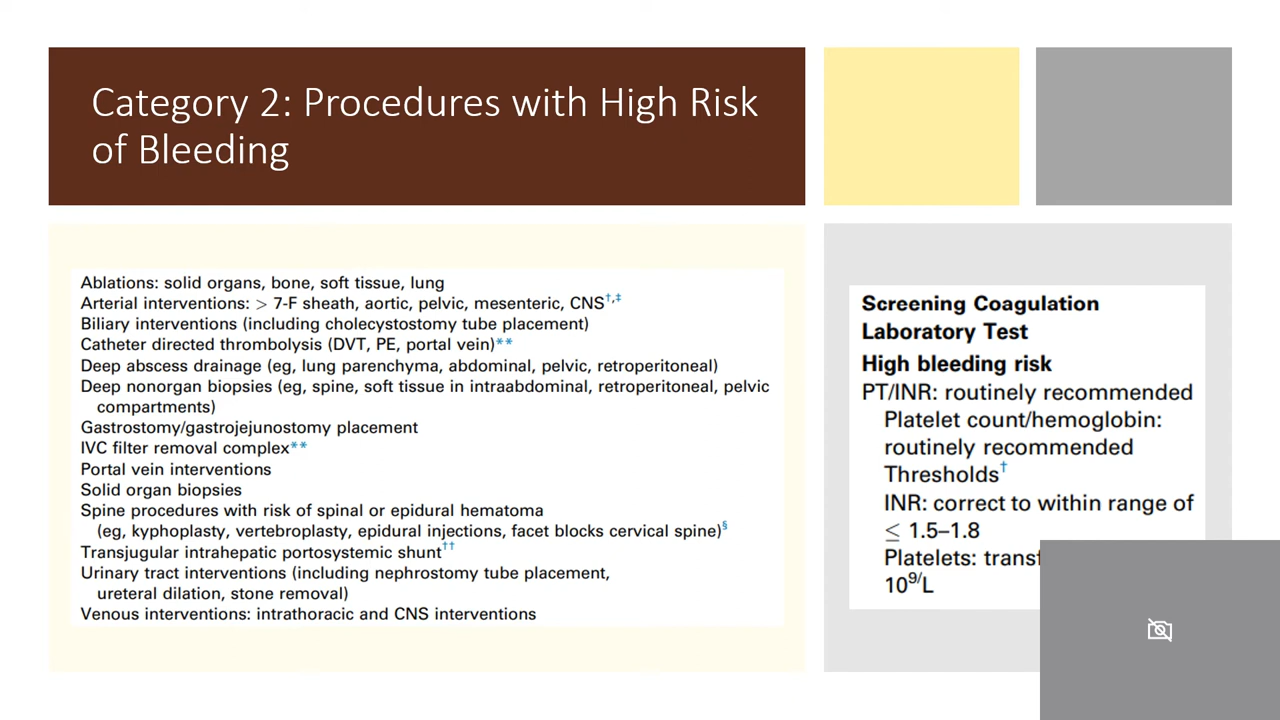 Category 2: Procedures with High Risk
of Bleeding
Ablations: solid organs, bone, soft tissue, lung
Arterial interventions: > 7-F sheath, aortic, pelvic, mesenteric, CNS†,‡
Biliary interventions (including cholecystostomy tube placement)
Catheter directed thrombolysis (DVT, PE, portal vein)**
Deep abscess drainage (eg, lung parenchyma, abdominal, pelvic, retroperitoneal)
Deep nonorgan biopsies (eg, spine, soft tissue in intraabdominal, retroperitoneal, pelvic
compartments)
Gastrostomy/gastrojejunostomy placement
IVC filter removal complex**
Portal vein interventions
Solid organ biopsies
Spine procedures with risk of spinal or epidural hematoma
(eg, kyphoplasty, vertebroplasty, epidural injections, facet blocks cervical spine)§
Transjugular intrahepatic portosystemic shunt††
Urinary tract interventions (including nephrostomy tube placement,
ureteral dilation, stone removal)
Venous interventions: intrathoracic and CNS interventions
Screening Coagulation
Laboratory Test
High bleeding risk
PT/INR: routinely recommended
Platelet count/hemoglobin:
routinely recommended
Thresholds†
INR: correct to within range of
≤ 1.5–1.8
Platelets:
10⁹/L